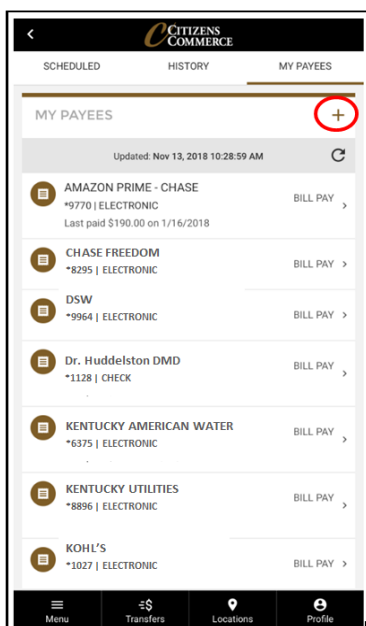 CITIZENS
COMMERCE
SCHEDULED HISTORY MY PAYEES
MY PAYEES +
Updated: Nov 13, 2018 10:28:59 AM
AMAZON PRIME - CHASE
*9770 | ELECTRONIC
BILL PAY
Last paid $190.00 on 1/16/2018
CHASE FREEDOM
*8295 | ELECTRONIC
BILL PAY
DSW
*9964 | ELECTRONIC
BILL PAY
Dr. Huddelston DMD
*1128 | CHECK
BILL PAY
KENTUCKY AMERICAN WATER
*6375 | ELECTRONIC
BILL PAY
KENTUCKY UTILITIES
*8896 | ELECTRONIC
BILL PAY
KOHL'S
*1027 | ELECTRONIC
BILL PAY
Menu Transfers Locations Profile